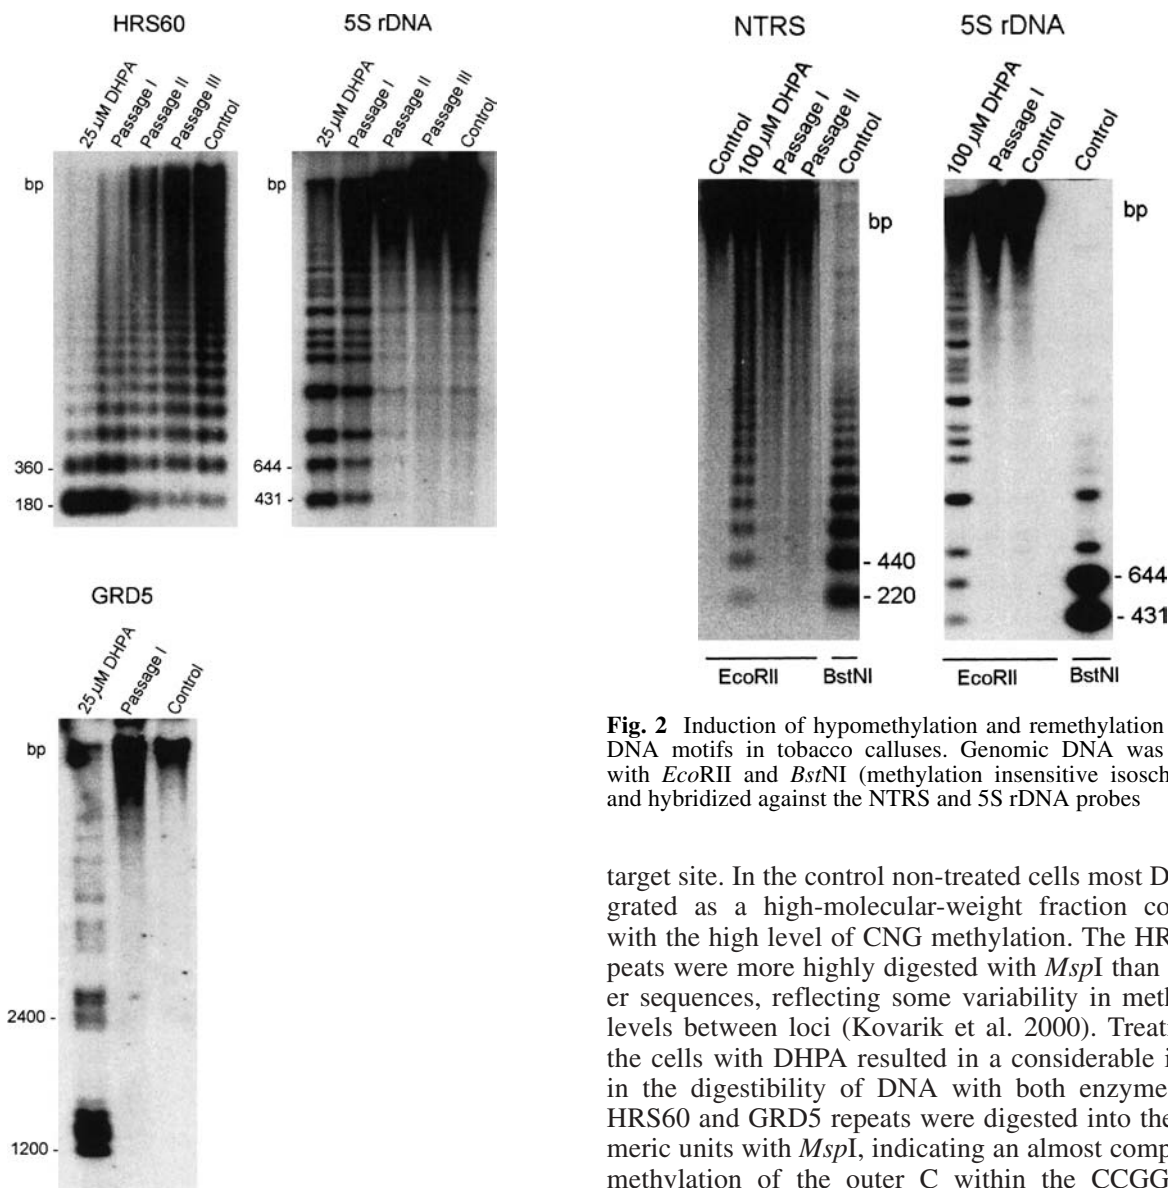 HRS60
25 µM DHPA
Passage I
Passage II
Passage III
Control
bp
360 -
180 -
5S rDNA
25 µM DHPA
Passage I
Passage II
Passage III
Control
bp
644 -
431 -
GRD5
25 µM DHPA
Passage I
Control
bp
2400 -
1200 -
NTRS
Control
100 µM DHPA
Passage I
Passage II
Control
bp
- 440
- 220
EcoRII
BstNI
5S rDNA
100 µM DHPA
Passage I
Control
Control
bp
- 644
- 431
EcoRII
BstNI
Fig. 2 Induction of hypomethylation and remethylation
DNA motifs in tobacco calluses. Genomic DNA was
with EcoRII and BstNI (methylation insensitive isosch
and hybridized against the NTRS and 5S rDNA probes
target site. In the control non-treated cells most D
grated as a high-molecular-weight fraction co
with the high level of CNG methylation. The HR
peats were more highly digested with MspI than
er sequences, reflecting some variability in meth
levels between loci (Kovarik et al. 2000). Treati
the cells with DHPA resulted in a considerable i
in the digestibility of DNA with both enzyme
HRS60 and GRD5 repeats were digested into the
meric units with MspI, indicating an almost comp
methylation of the outer C within the CCGG